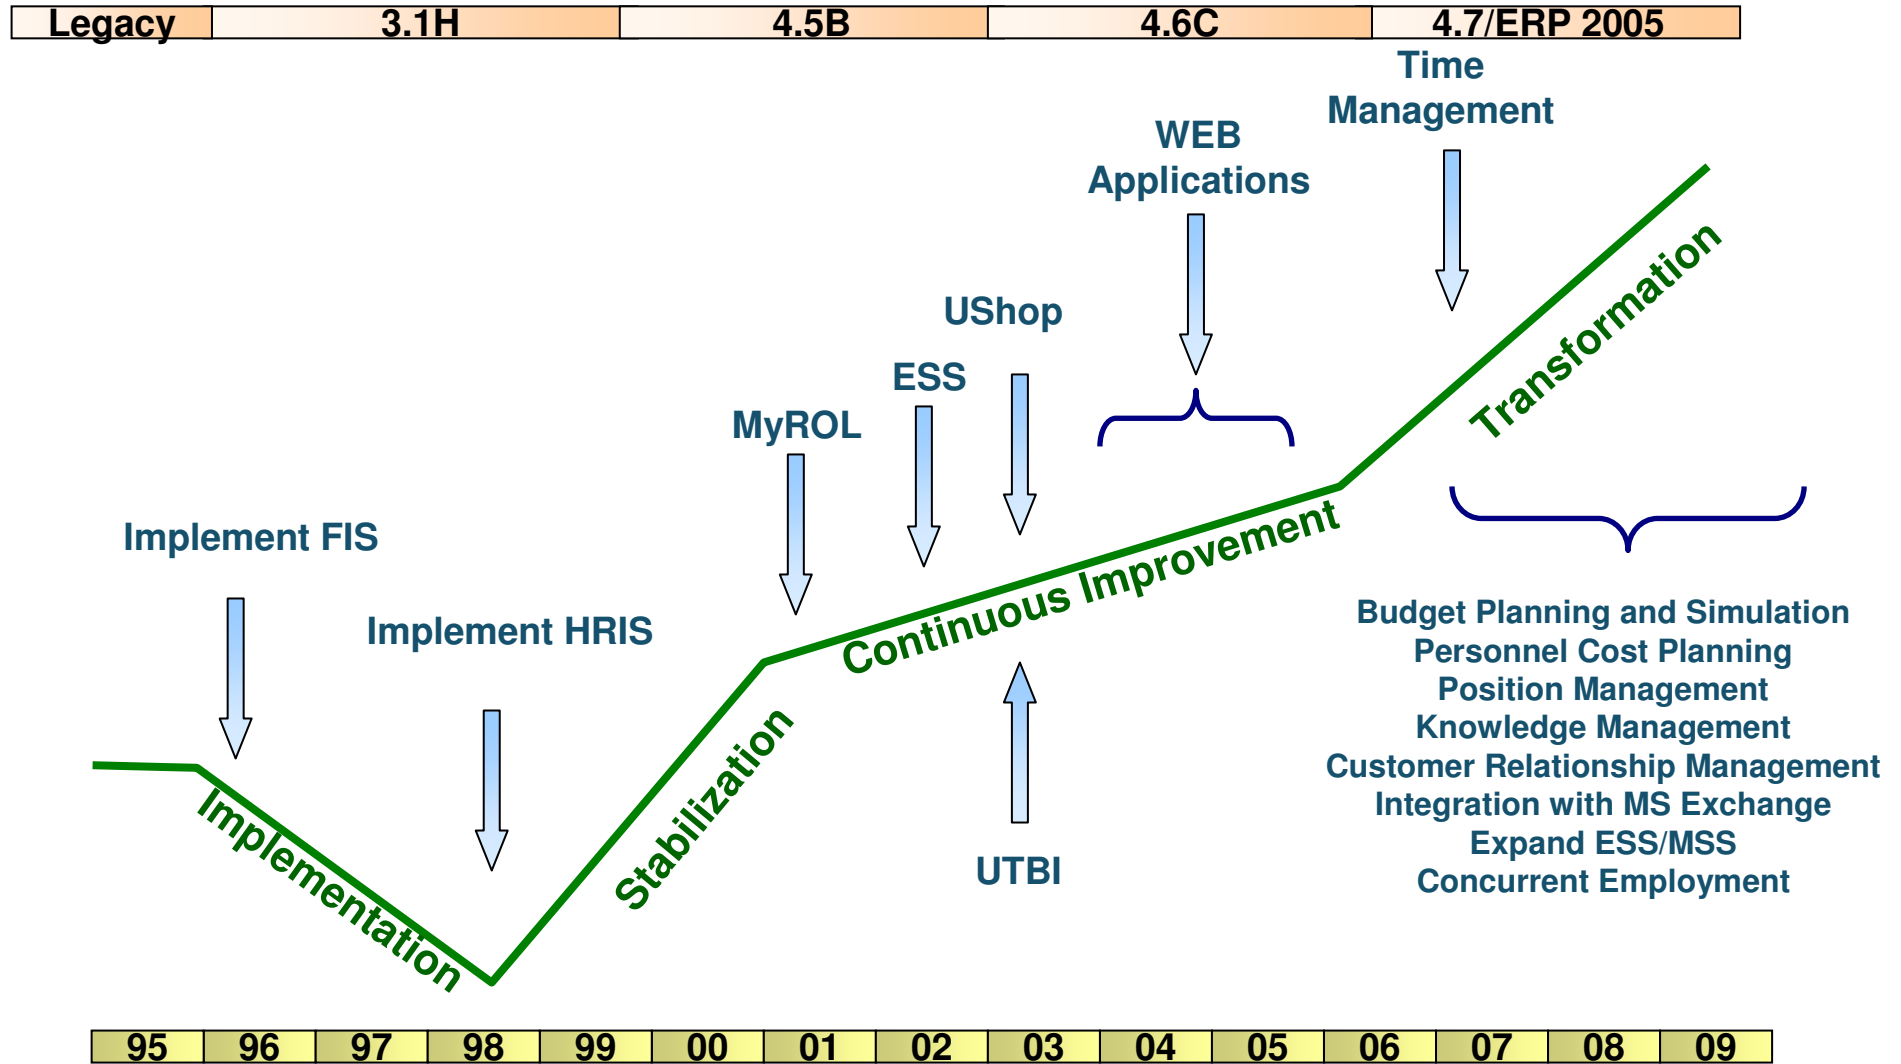 Legacy 3.1H 4.5B 4.6C 4.7/ERP 2005
Time
Management
WEB
Applications
UShop
ESS
MyROL
Implement FIS
Implement HRIS
Transformation
Continuous Improvement
Stabilization
Implementation
UTBI
Budget Planning and Simulation
Personnel Cost Planning
Position Management
Knowledge Management
Customer Relationship Management
Integration with MS Exchange
Expand ESS/MSS
Concurrent Employment
95 96 97 98 99 00 01 02 03 04 05 06 07 08 09